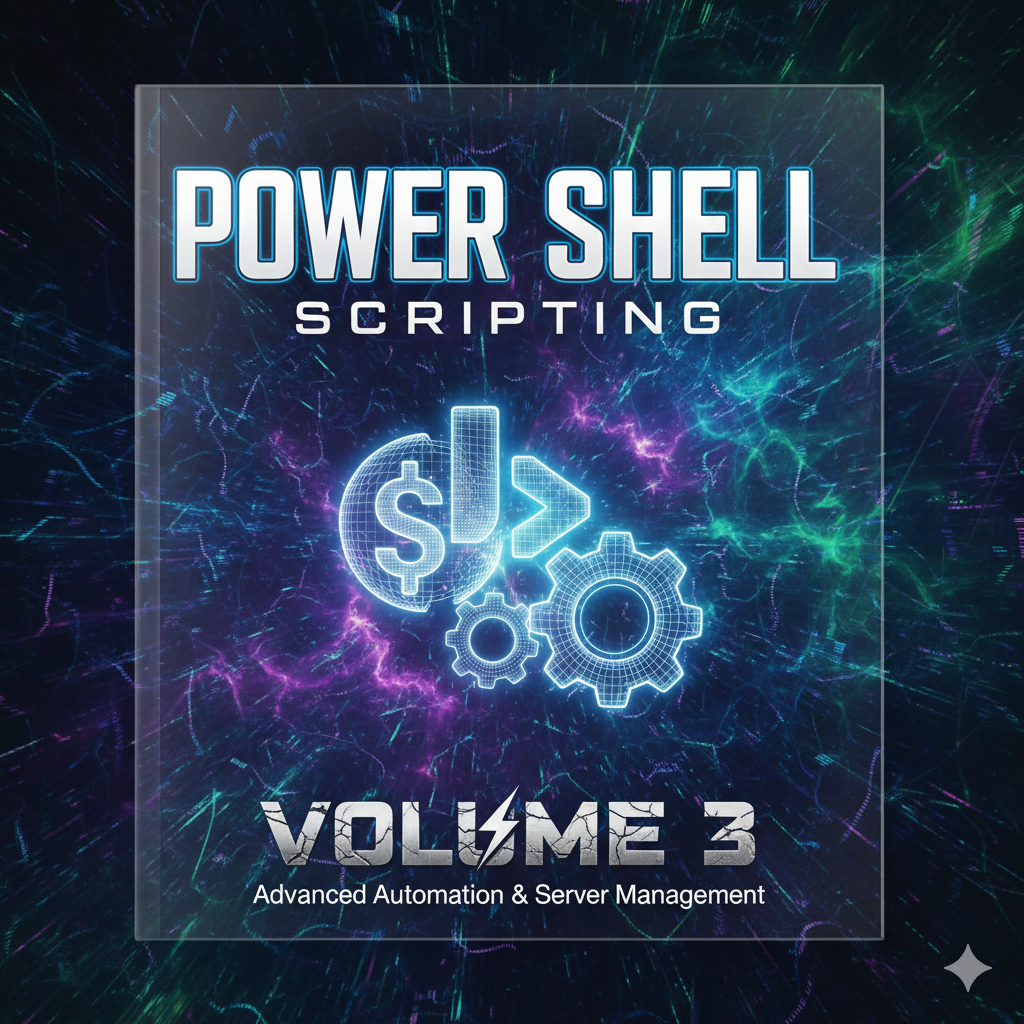 POWER SHELL
SCRIPTING
$
>
VOLUME 3
Advanced Automation & Server Management